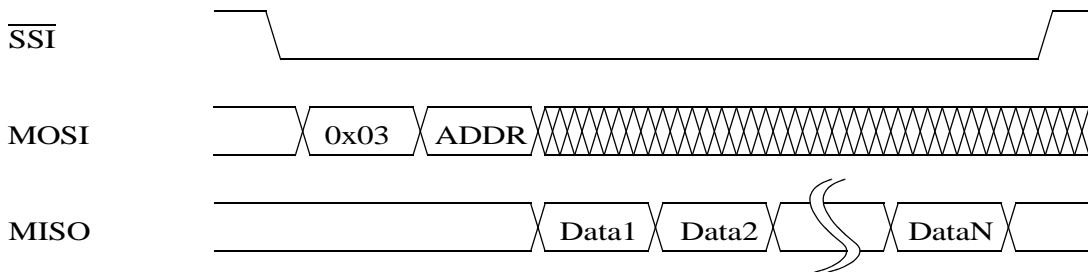 SSI
MOSI 0x03 ADDR
MISO Data1 Data2 DataN